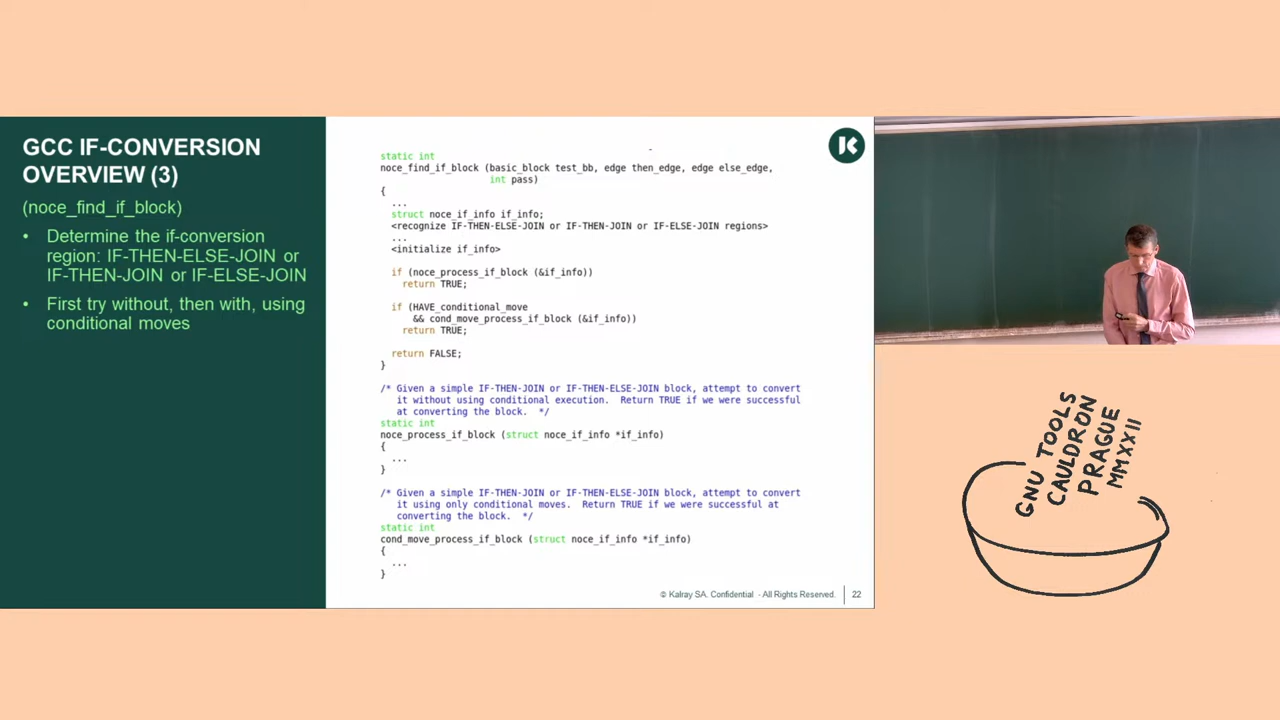 GCC IF-CONVERSION
OVERVIEW (3)
(noce_find_if_block)
• Determine the if-conversion
region: IF-THEN-ELSE-JOIN or
IF-THEN-JOIN or IF-ELSE-JOIN
• First try without, then with, using
conditional moves
static int
noce_find_if_block (basic_block test_bb, edge then_edge, edge else_edge,
int pass)
{
...
struct noce_if_info if_info;
<recognize IF-THEN-ELSE-JOIN or IF-THEN-JOIN or IF-ELSE-JOIN regions>
...
<initialize if_info>
if (noce_process_if_block (&if_info))
return TRUE;
if (HAVE_conditional_move
&& cond_move_process_if_block (&if_info))
return TRUE;
return FALSE;
}
/* Given a simple IF-THEN-JOIN or IF-THEN-ELSE-JOIN block, attempt to convert
it without using conditional execution.  Return TRUE if we were successful
at converting the block.  */
static int
noce_process_if_block (struct noce_if_info *if_info)
{
...
}
/* Given a simple IF-THEN-JOIN or IF-THEN-ELSE-JOIN block, attempt to convert
it using only conditional moves.  Return TRUE if we were successful at
converting the block.  */
static int
cond_move_process_if_block (struct noce_if_info *if_info)
{
...
}
© Kalray SA. Confidential - All Rights Reserved. 22
GNU TOOLS
CAULDRON
PRAGUE
MMXXII